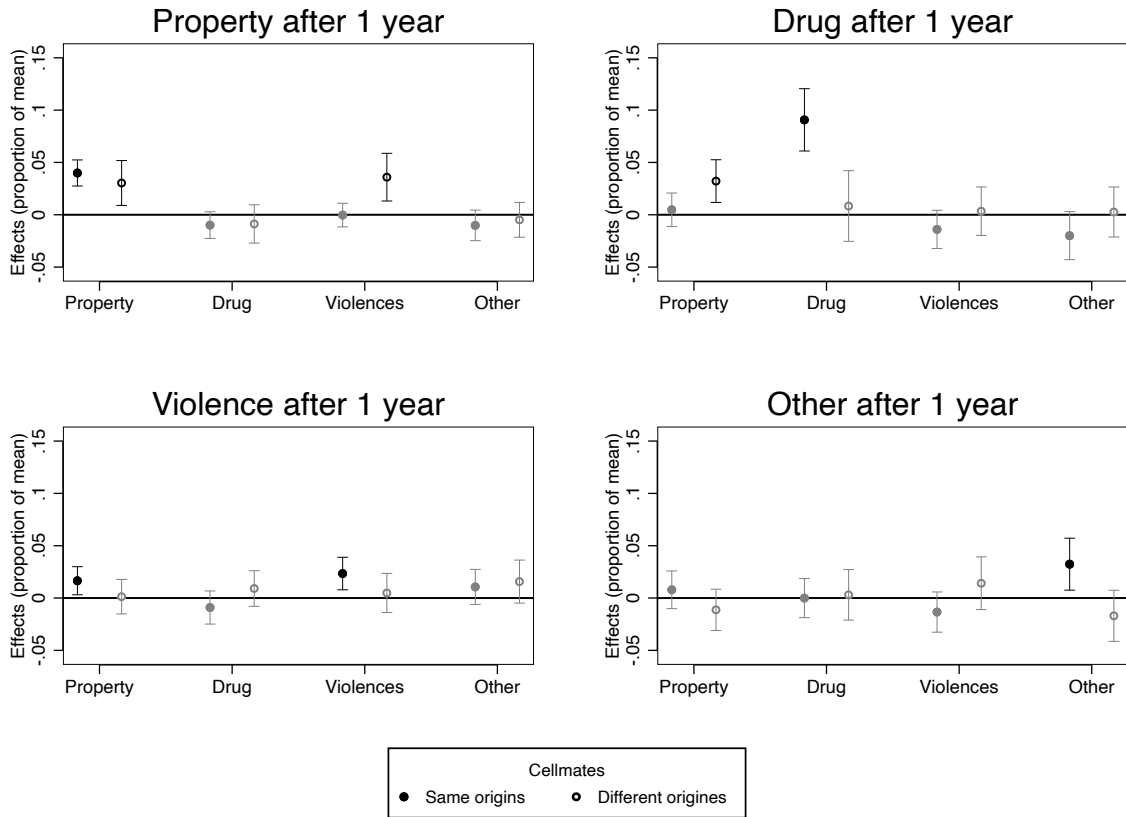 Property after 1 year
Effects (proportion of mean)
.15
.1
.05
0
-.05
Property Drug Violences Other
Drug after 1 year
Effects (proportion of mean)
.15
.1
.05
0
-.05
Property Drug Violences Other
Violence after 1 year
Effects (proportion of mean)
.15
.1
.05
0
-.05
Property Drug Violences Other
Other after 1 year
Effects (proportion of mean)
.15
.1
.05
0
-.05
Property Drug Violences Other
Cellmates
Same origins Different origines